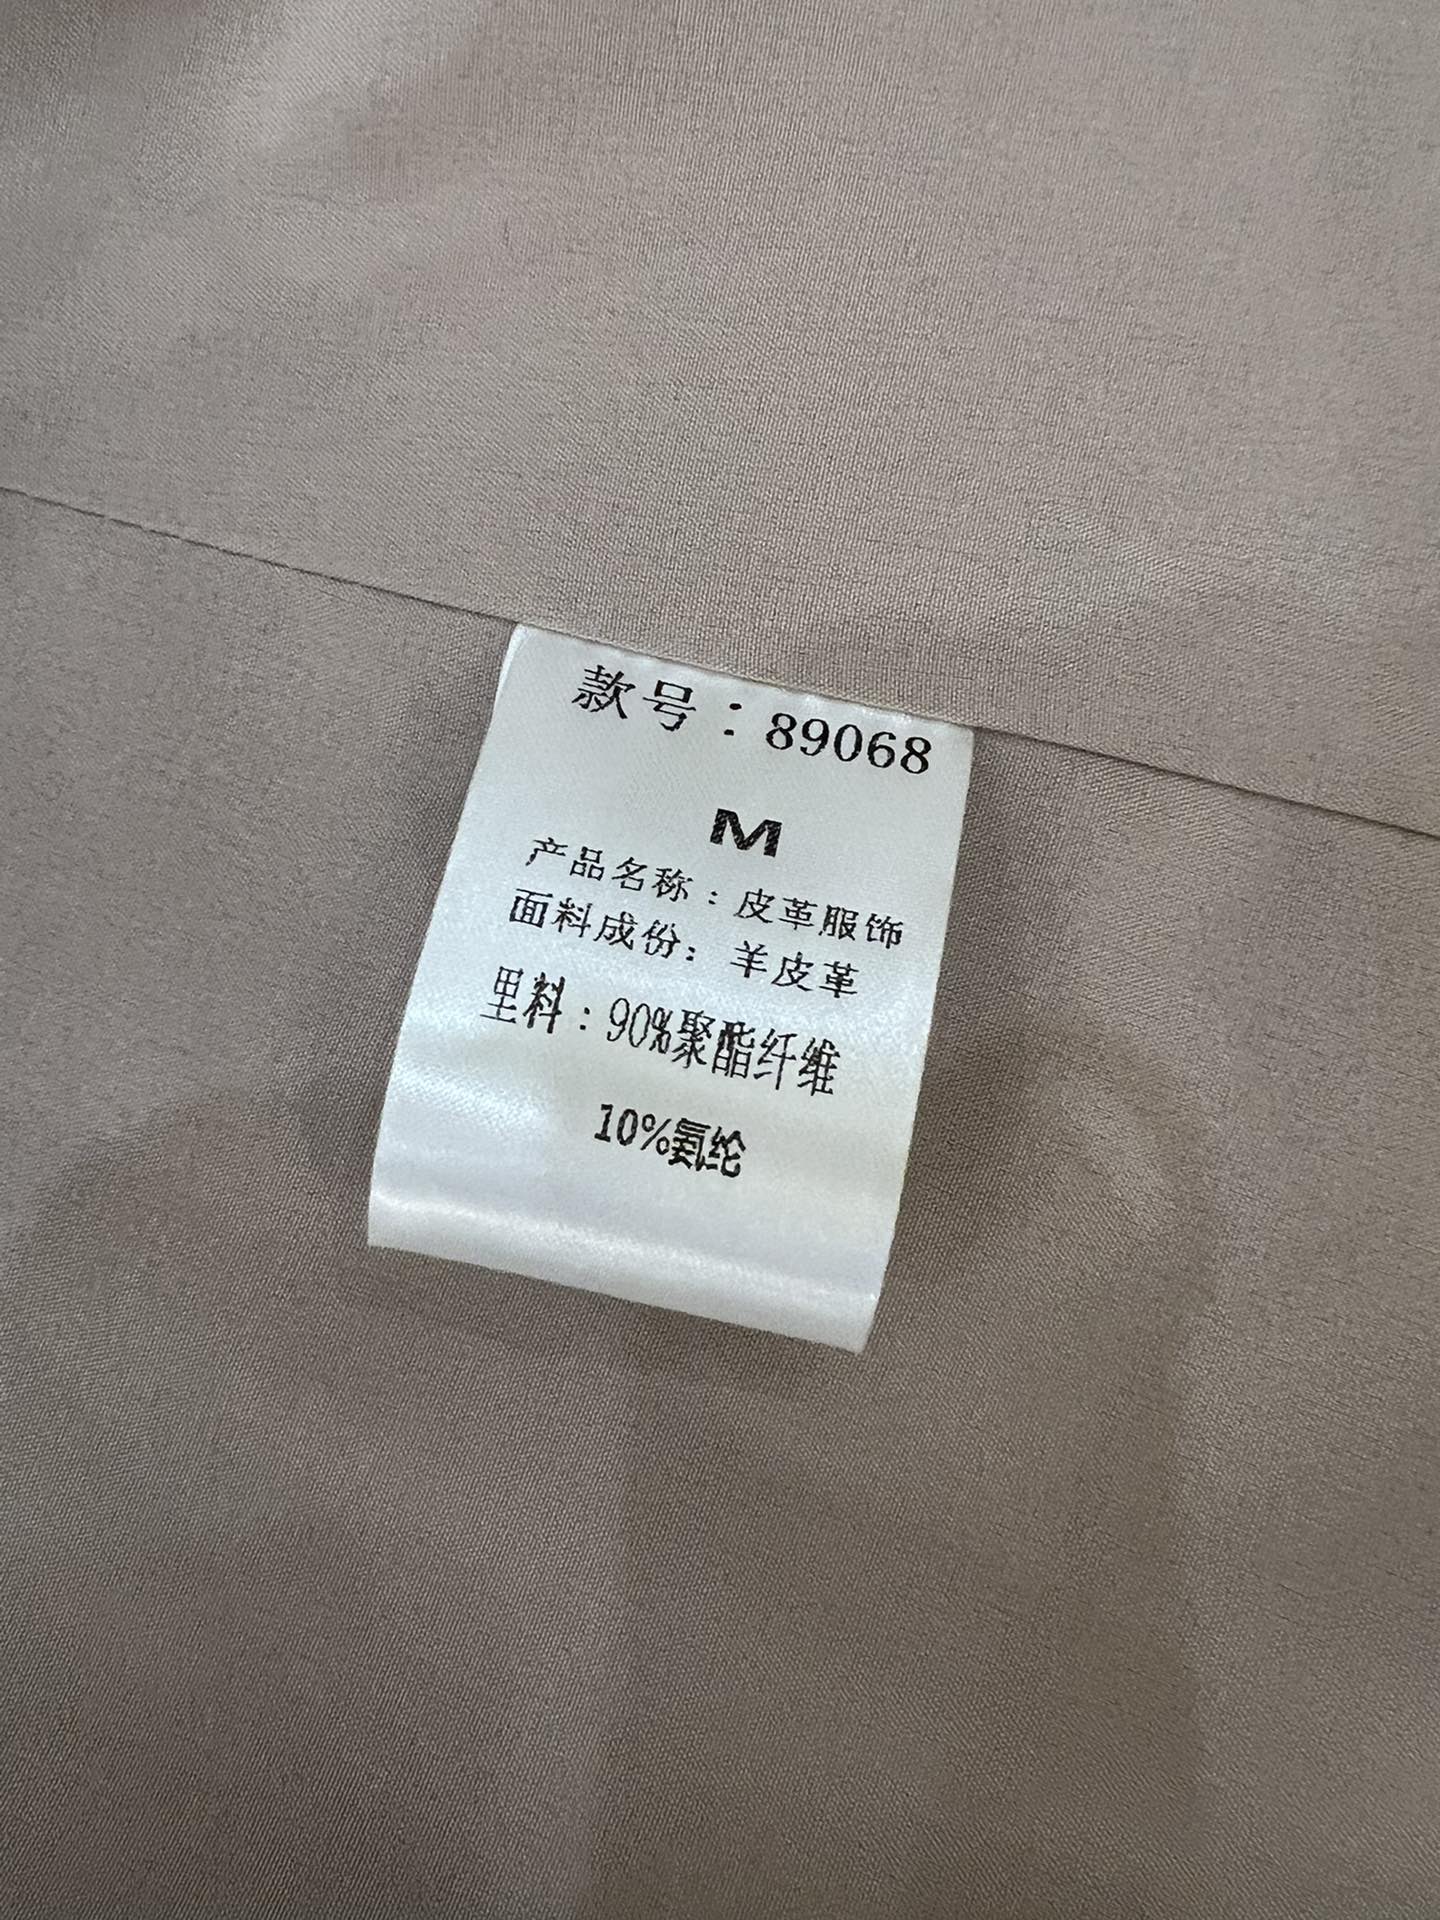 款号：89068
M
产品名称：皮革服饰
面料成份：羊皮革
里料：90%聚酯纤维
10%氨纶